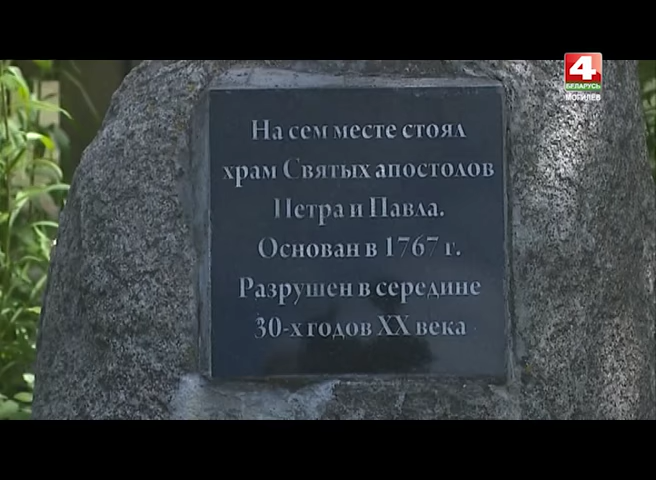 4
БЕЛАРУСЬ
МОГИЛЕВ
На сем месте стоял
храм Святых апостолов
Петра и Павла.
Основан в 1767 г.
Разрушен в середине
30-х годов XX века